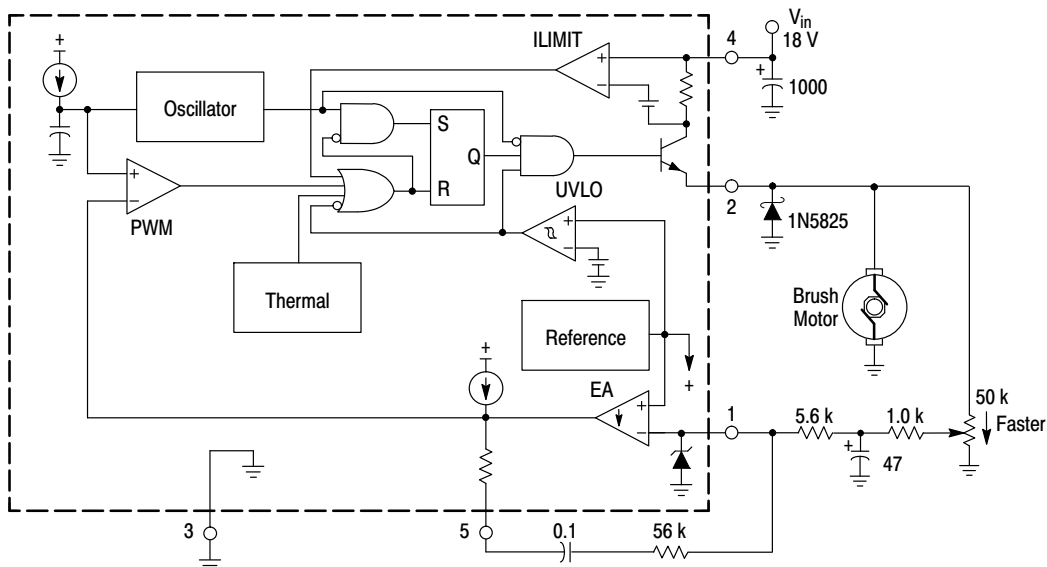 V_in
18 V
4
ILIMIT
+
+
-
+
1000
Oscillator
S
Q
R
UVLO
2
1N5825
+
-
PWM
+
-
Thermal
Brush
Motor
Reference
+
+
EA
+
-
1
5.6 k
1.0 k
50 k
Faster
+
47
3
5
0.1
56 k